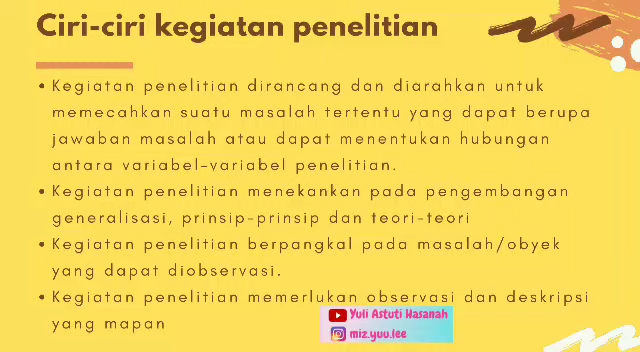 Ciri-ciri kegiatan penelitian
• Kegiatan penelitian dirancang dan diarahkan untuk
memecahkan suatu masalah tertentu yang dapat berupa
jawaban masalah atau dapat menentukan hubungan
antara variabel-variabel penelitian.
• Kegiatan penelitian menekankan pada pengembangan
generalisasi, prinsip-prinsip dan teori-teori
• Kegiatan penelitian berpangkal pada masalah/obyek
yang dapat diobservasi.
• Kegiatan penelitian memerlukan observasi dan deskripsi
yang mapan
Yuli Astuti Hasanah
miz.yuu.lee